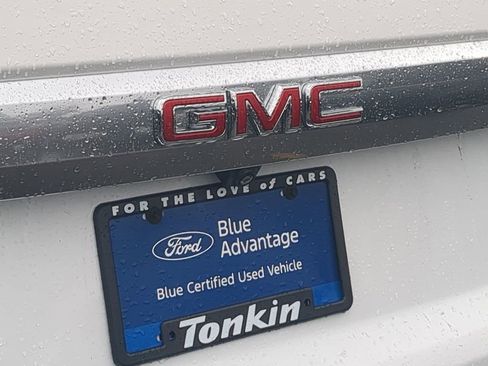 GMC
FOR THE LOVE of CARS
Ford
Blue
Advantage
Blue Certified Used Vehicle
Tonkin